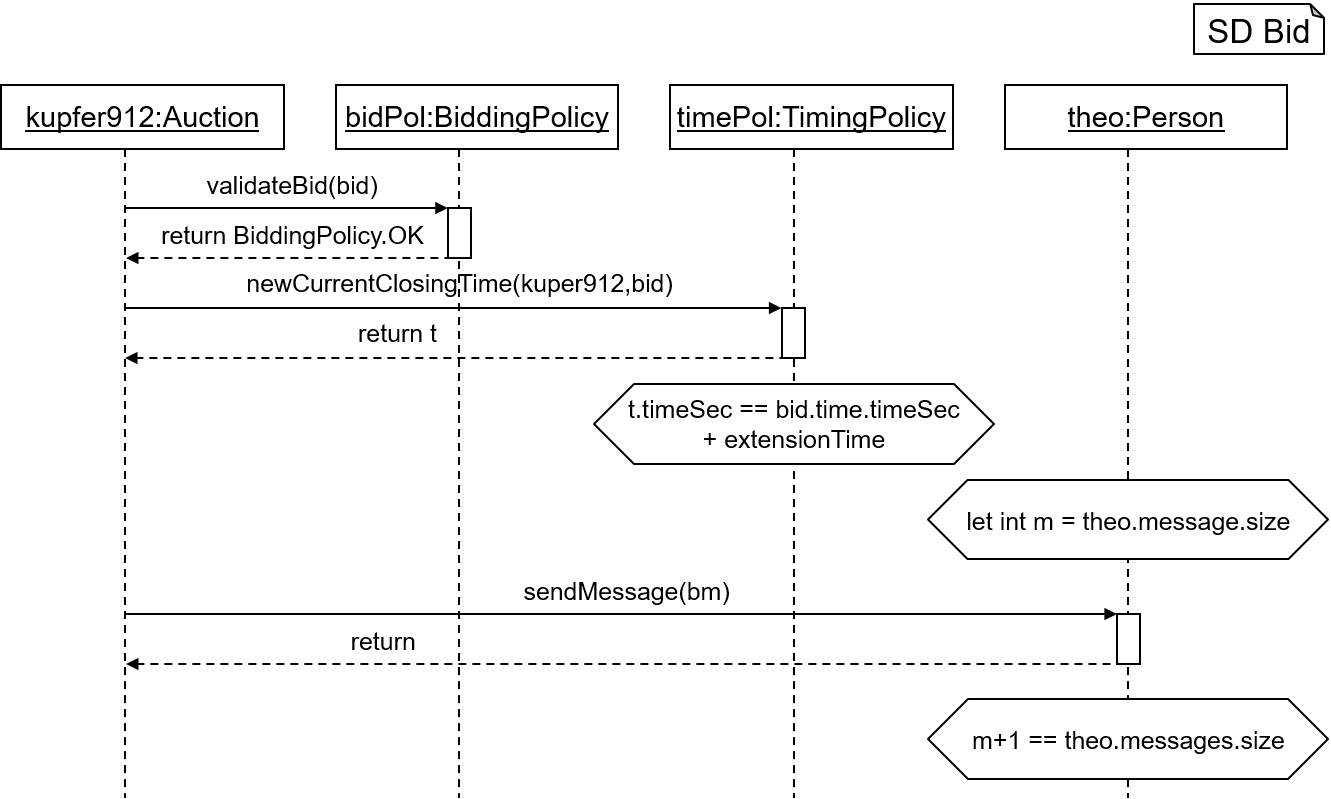 SD Bid
kupfer912:Auction
bidPol:BiddingPolicy
timePol:TimingPolicy
theo:Person
validateBid(bid)
return BiddingPolicy.OK
newCurrentClosingTime(kuper912,bid)
return t
t.timeSec == bid.time.timeSec
+ extensionTime
let int m = theo.message.size
sendMessage(bm)
return
m+1 == theo.messages.size